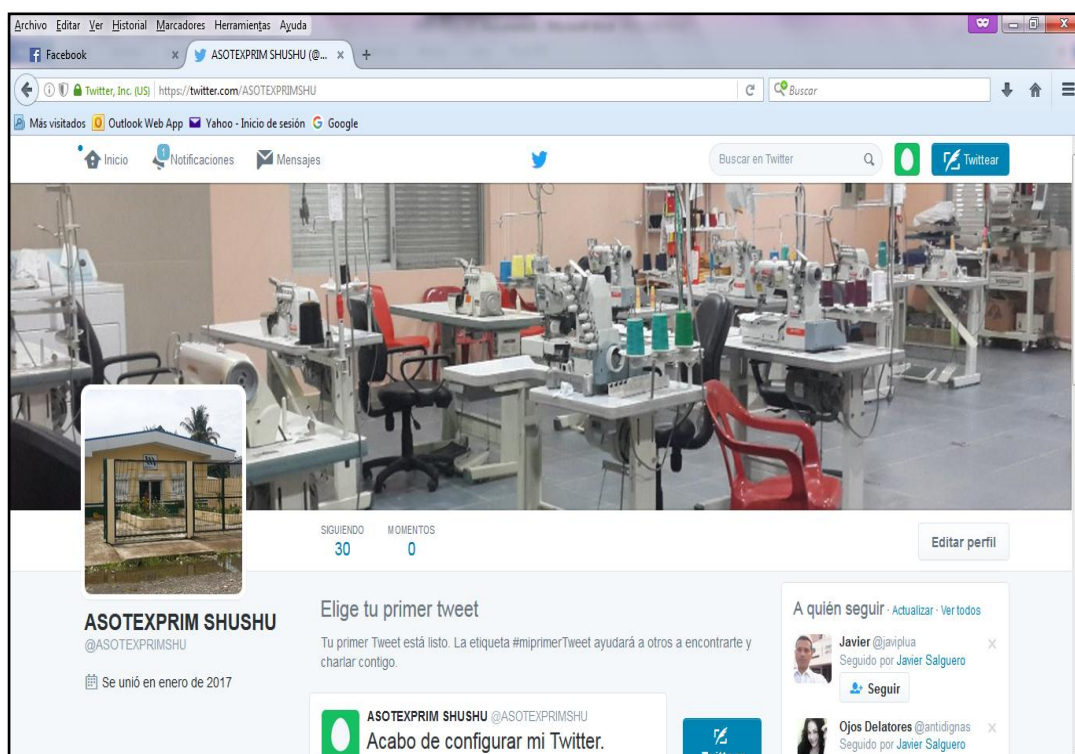 Archivo Editar Ver Historial Marcadores Herramientas Ayuda
Facebook × ASOTEXPRIM SHUSHU (@... × +
Twitter, Inc. (US) https://twitter.com/ASOTEXPRIMSHU Buscar
Más visitados Outlook Web App Yahoo - Inicio de sesión Google
Inicio 1 Notificaciones Mensajes Buscar en Twitter Twittear
SIGUIENDO MOMENTOS
30 0
Editar perfil
ASOTEXPRIM SHUSHU
@ASOTEXPRIMSHU
Se unió en enero de 2017
Elige tu primer tweet
Tu primer Tweet está listo. La etiqueta #miprimerTweet ayudará a otros a encontrarte y
charlar contigo.
ASOTEXPRIM SHUSHU @ASOTEXPRIMSHU
Acabo de configurar mi Twitter.
A quién seguir · Actualizar · Ver todos
Javier @javiplua
Seguido por Javier Salguero
Seguir
Ojos Delatores @antidignas
Seguido por Javier Salguero